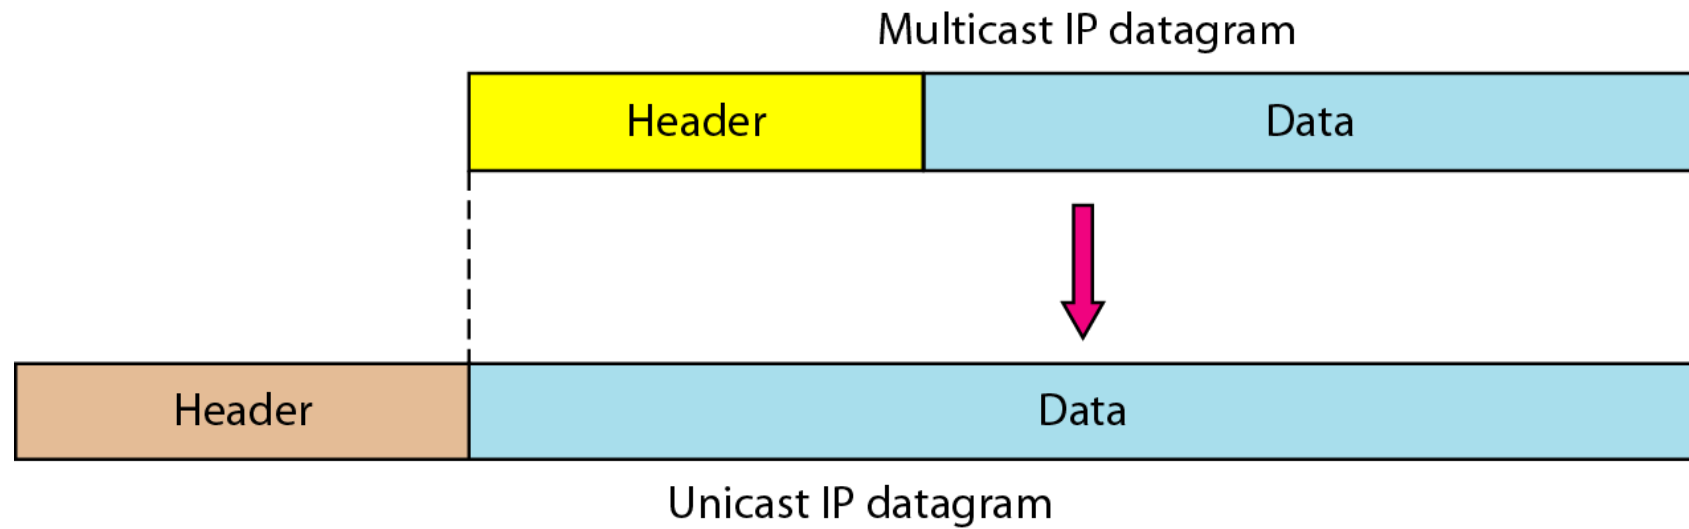 Multicast IP datagram
Header Data
Header Data
Unicast IP datagram